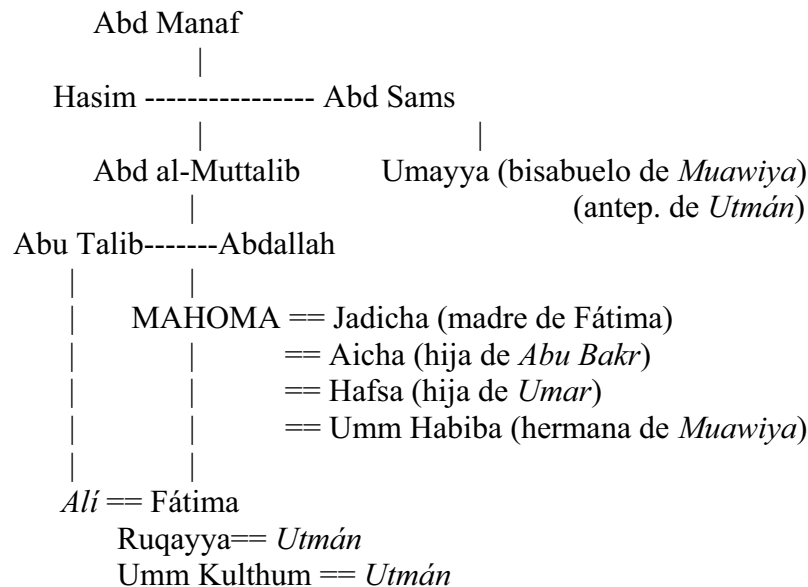 Abd Manaf
|
Hasim ---------------- Abd Sams
| |
Abd al-Muttalib Umayya (bisabuelo de Muawiya)
| (antep. de Utmán)
Abu Talib-------Abdallah
| |
| MAHOMA == Jadicha (madre de Fátima)
| | == Aicha (hija de Abu Bakr)
| | == Hafsa (hija de Umar)
| | == Umm Habiba (hermana de Muawiya)
| |
Alí == Fátima
Ruqayya== Utmán
Umm Kulthum == Utmán